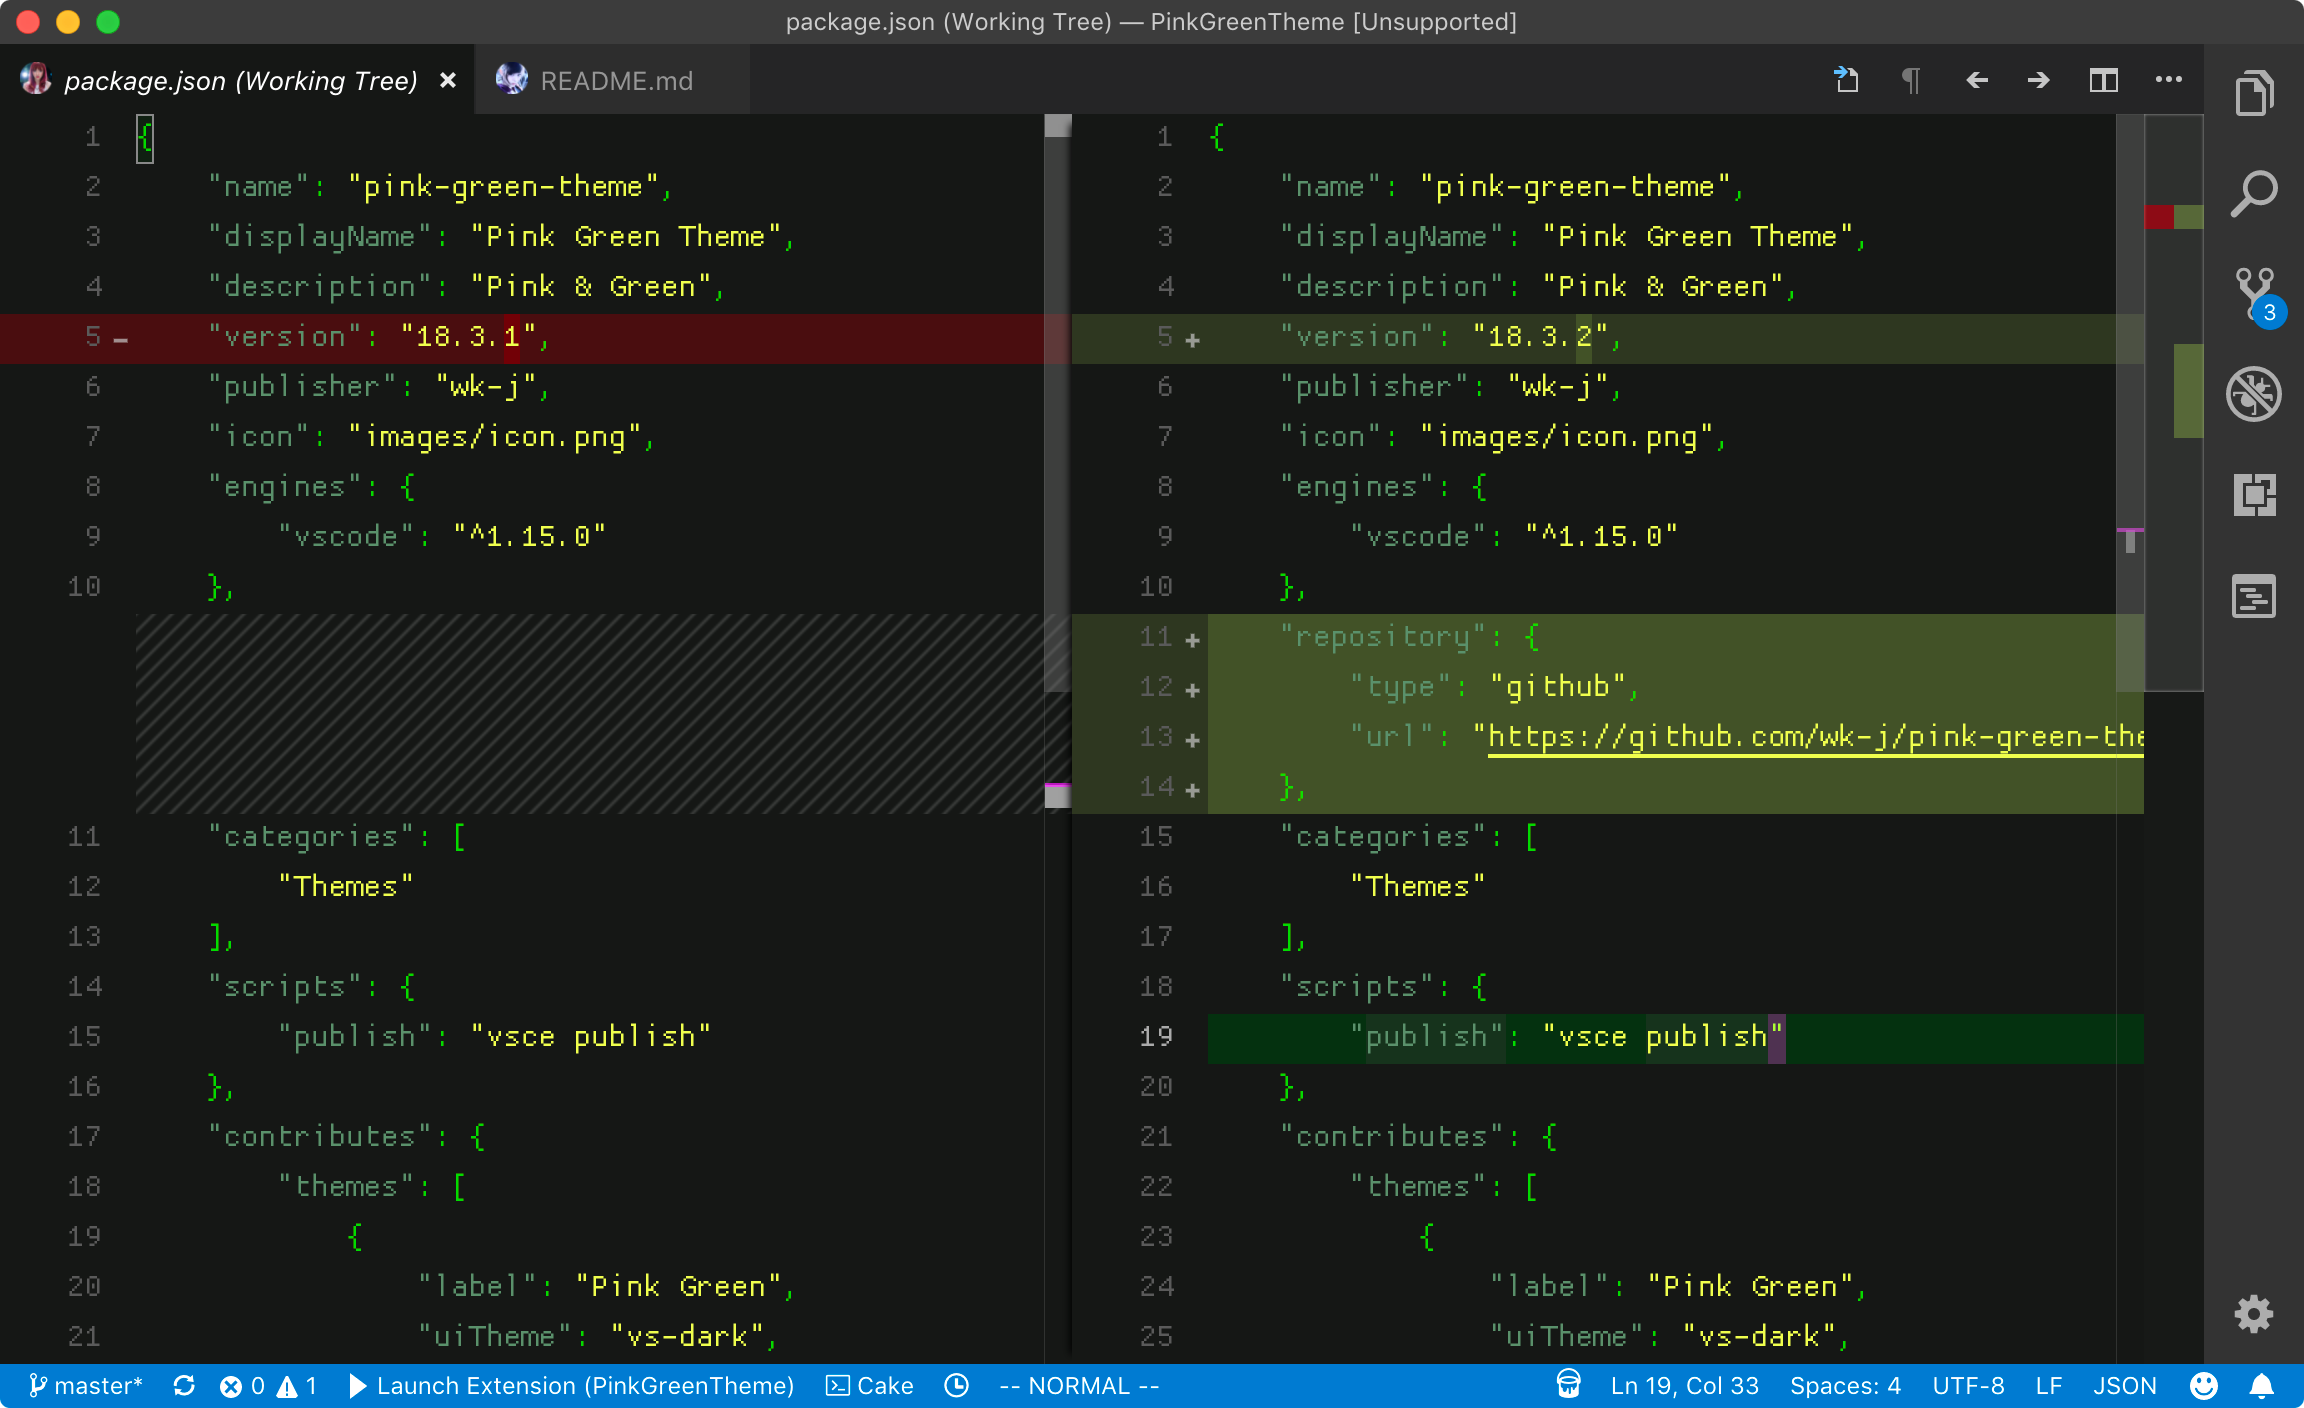 package.json (Working Tree) — PinkGreenTheme [Unsupported]
package.json (Working Tree) ×
README.md
1 {
2 "name": "pink-green-theme",
3 "displayName": "Pink Green Theme",
4 "description": "Pink & Green",
5 – "version": "18.3.1",
6 "publisher": "wk-j",
7 "icon": "images/icon.png",
8 "engines": {
9 "vscode": "^1.15.0"
10 },
11 "categories": [
12 "Themes"
13 ],
14 "scripts": {
15 "publish": "vsce publish"
16 },
17 "contributes": {
18 "themes": [
19 {
20 "label": "Pink Green",
21 "uiTheme": "vs-dark",
1 {
2 "name": "pink-green-theme",
3 "displayName": "Pink Green Theme",
4 "description": "Pink & Green",
5 + "version": "18.3.2",
6 "publisher": "wk-j",
7 "icon": "images/icon.png",
8 "engines": {
9 "vscode": "^1.15.0"
10 },
11 + "repository": {
12 + "type": "github",
13 + "url": "https://github.com/wk-j/pink-green-the
14 + },
15 "categories": [
16 "Themes"
17 ],
18 "scripts": {
19 "publish": "vsce publish"
20 },
21 "contributes": {
22 "themes": [
23 {
24 "label": "Pink Green",
25 "uiTheme": "vs-dark",
3
master* 0 1 Launch Extension (PinkGreenTheme) Cake -- NORMAL -- Ln 19, Col 33 Spaces: 4 UTF-8 LF JSON